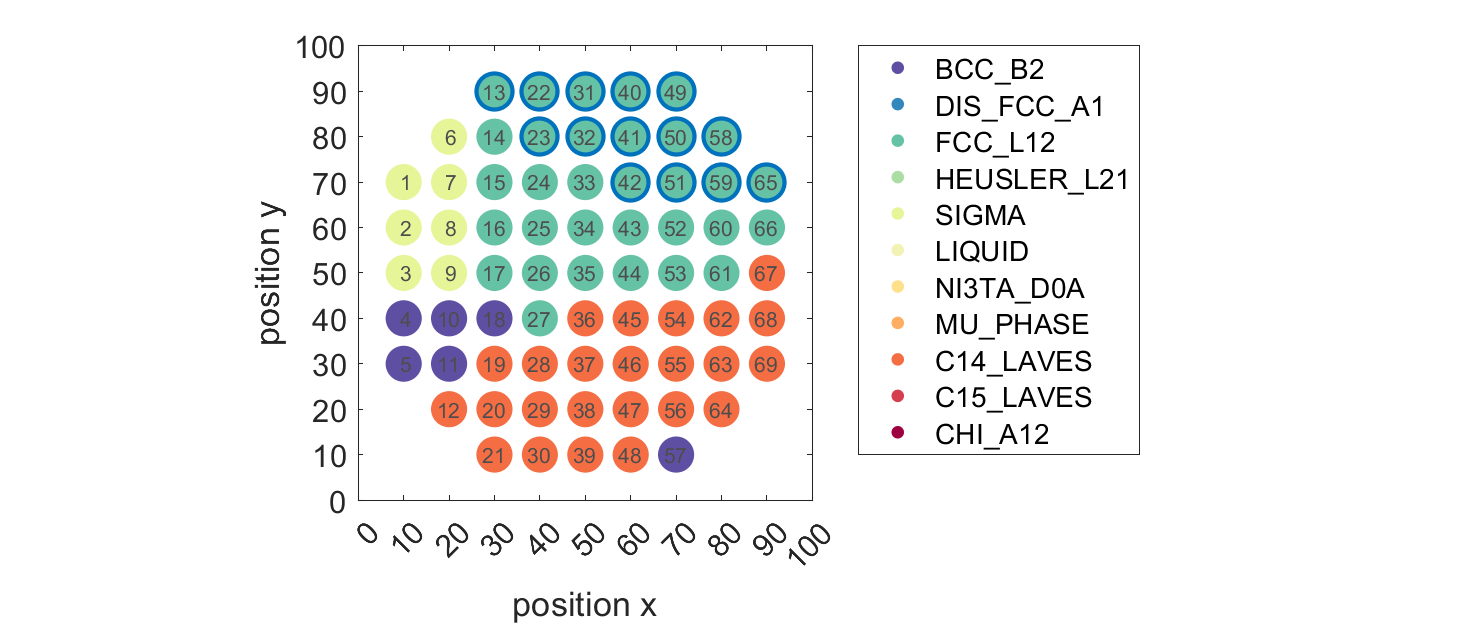 100
90
80
70
60
50
40
30
20
10
0
position y
13 22 31 40 49
6 14 23 32 41 50 58
1 7 15 24 33 42 51 59 65
2 8 16 25 34 43 52 60 66
3 9 17 26 35 44 53 61 67
4 10 18 27 36 45 54 62 68
5 11 19 28 37 46 55 63 69
12 20 29 38 47 56 64
21 30 39 48 57
0 10 20 30 40 50 60 70 80 90 100
position x
BCC_B2
DIS_FCC_A1
FCC_L12
HEUSLER_L21
SIGMA
LIQUID
NI3TA_D0A
MU_PHASE
C14_LAVES
C15_LAVES
CHI_A12